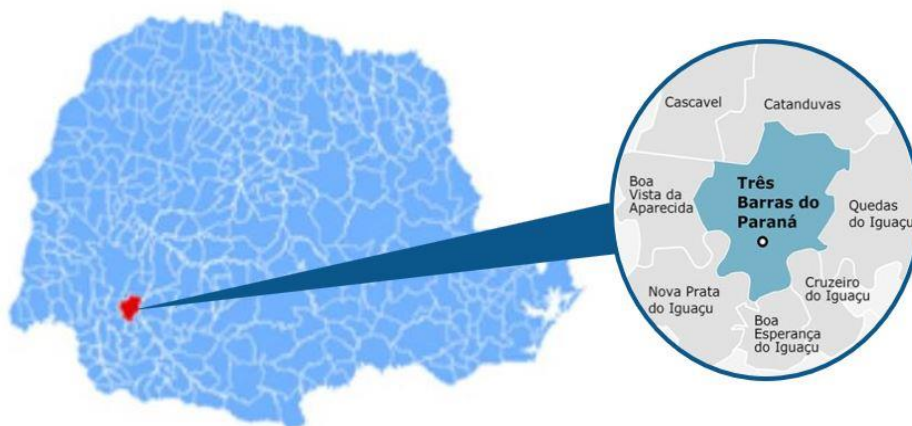 Cascavel
Catanduvas
Boa
Vista da
Aparecida
Três
Barras do
Paraná
Quedas
do Iguaçu
Nova Prata
do Iguaçu
Cruzeiro
do Iguaçu
Boa
Esperança
do Iguaçu